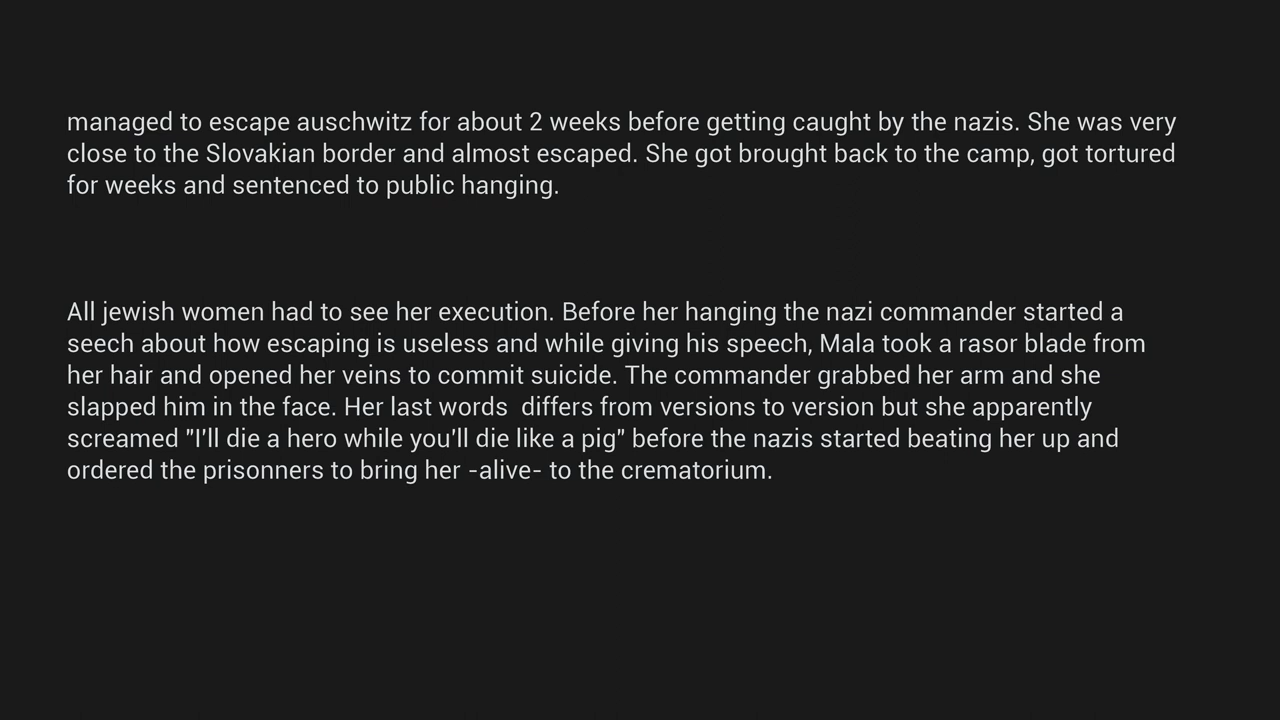 managed to escape auschwitz for about 2 weeks before getting caught by the nazis. She was very
close to the Slovakian border and almost escaped. She got brought back to the camp, got tortured
for weeks and sentenced to public hanging.
All jewish women had to see her execution. Before her hanging the nazi commander started a
seech about how escaping is useless and while giving his speech, Mala took a rasor blade from
her hair and opened her veins to commit suicide. The commander grabbed her arm and she
slapped him in the face. Her last words  differs from versions to version but she apparently
screamed "I'll die a hero while you'll die like a pig" before the nazis started beating her up and
ordered the prisonners to bring her -alive- to the crematorium.